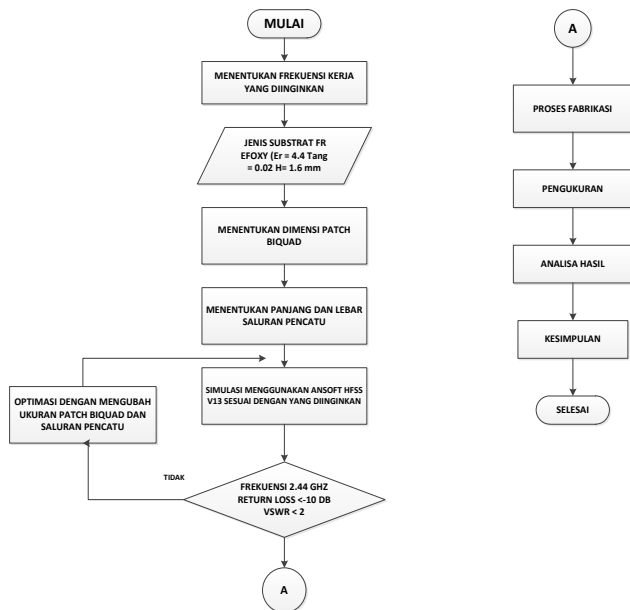 MULAI
MENENTUKAN FREKUENSI KERJA
YANG DIINGINKAN
JENIS SUBSTRAT FR
EFOXY (Er = 4.4 Tang
= 0.02 H= 1.6 mm
MENENTUKAN DIMENSI PATCH
BIQUAD
MENENTUKAN PANJANG DAN LEBAR
SALURAN PENCATU
SIMULASI MENGGUNAKAN ANSOFT HFSS
V13 SESUAI DENGAN YANG DIINGINKAN
OPTIMASI DENGAN MENGUBAH
UKURAN PATCH BIQUAD DAN
SALURAN PENCATU
TIDAK
FREKUENSI 2.44 GHZ
RETURN LOSS <-10 DB
VSWR < 2
A
A
PROSES FABRIKASI
PENGUKURAN
ANALISA HASIL
KESIMPULAN
SELESAI